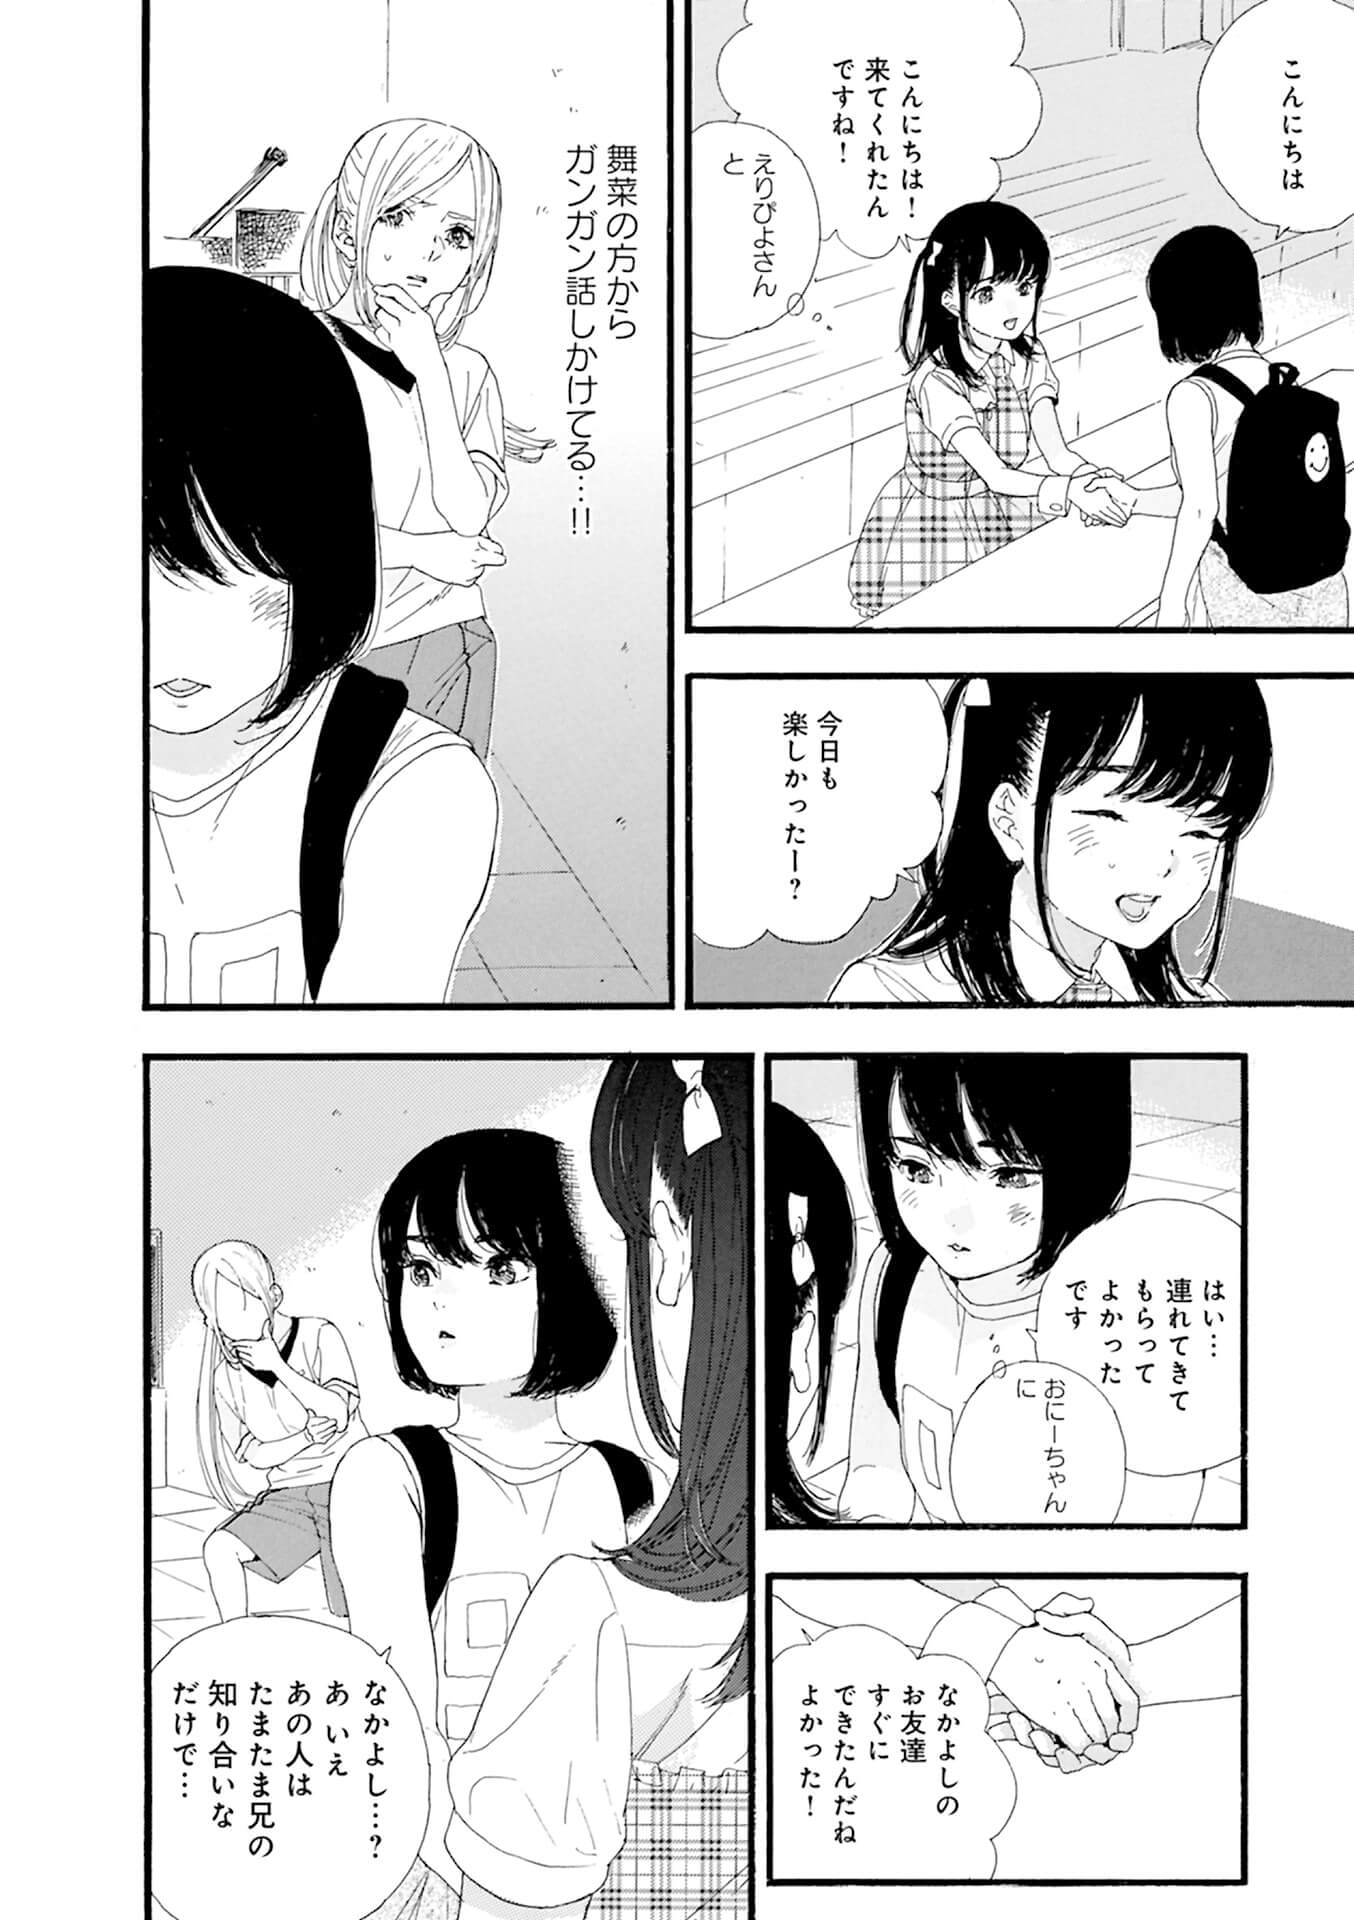 こんにちは
こんにちは！
来てくれたん
ですね！
えりぴよさん
と
今日も
楽しかったー？
舞菜の方から
ガンガン話しかけてる…!!
はい…
連れてきて
もらって
よかった
です
おにーちゃん
に
なかよしの
お友達
すぐに
できたんだね
よかった！
なかよし…？
あ いえ
あの人は
たまたま兄の
知り合いな
だけで…